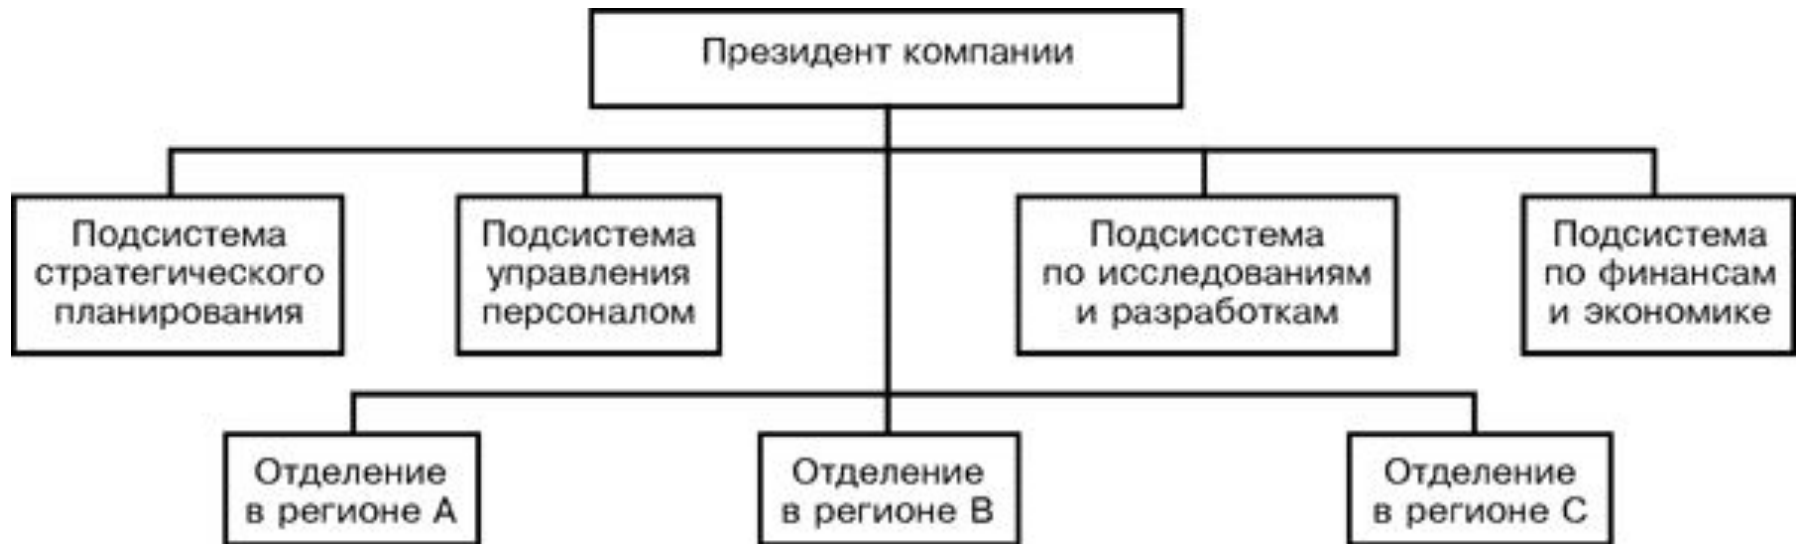 Президент компании
Подсистема
стратегического
планирования
Подсистема
управления
персоналом
Подсисстема
по исследованиям
и разработкам
Подсистема
по финансам
и экономике
Отделение
в регионе А
Отделение
в регионе В
Отделение
в регионе С